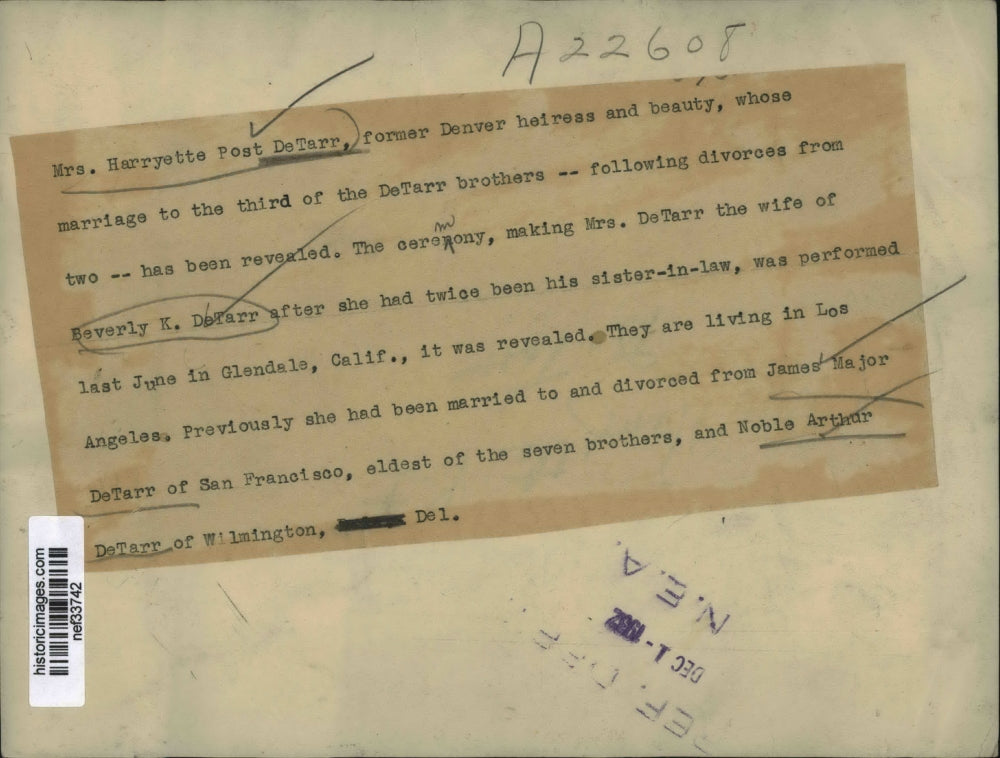 A22608
Mrs. Harryette Post DeTarr, former Denver heiress and beauty, whose
marriage to the third of the DeTarr brothers -- following divorces from
two -- has been revealed. The ceremony, making Mrs. DeTarr the wife of
Beverly K. DeTarr after she had twice been his sister-in-law, was performed
last June in Glendale, Calif., it was revealed. They are living in Los
Angeles. Previously she had been married to and divorced from James Major
DeTarr of San Francisco, eldest of the seven brothers, and Noble Arthur
DeTarr of Wilmington, Del.
historicimages.com
nef33742
N.E.A.
DEC 1 - 1932